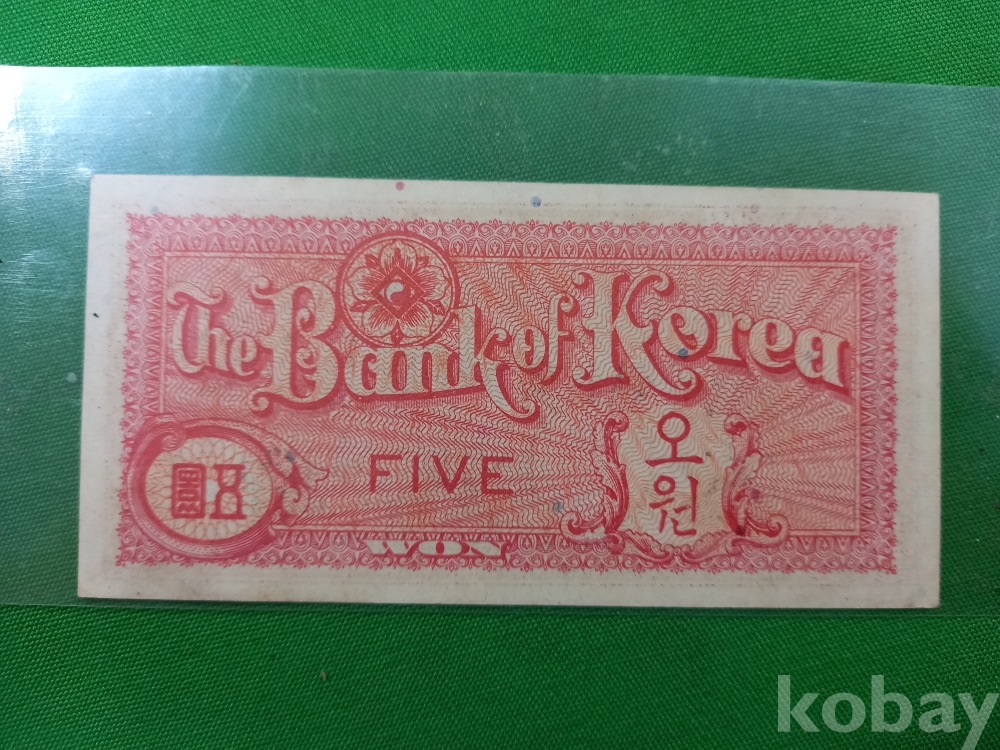 The Bank of Korea
五圓
FIVE
WON
오
원
kobay